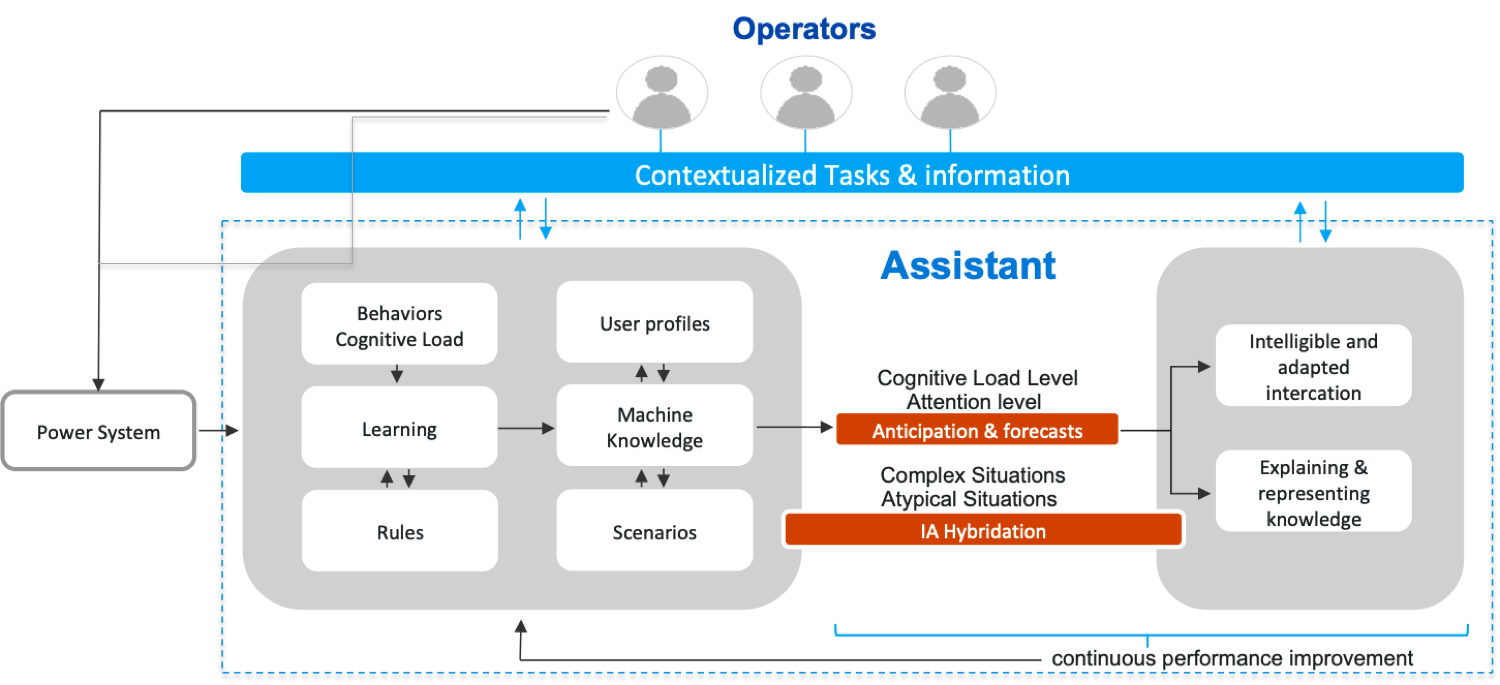 Operators
Contextualized Tasks & information
Assistant
Behaviors
Cognitive Load
User profiles
Learning
Machine
Knowledge
Rules
Scenarios
Power System
Cognitive Load Level
Attention level
Anticipation & forecasts
Complex Situations
Atypical Situations
IA Hybridation
Intelligible and
adapted
intercation
Explaining &
representing
knowledge
continuous performance improvement